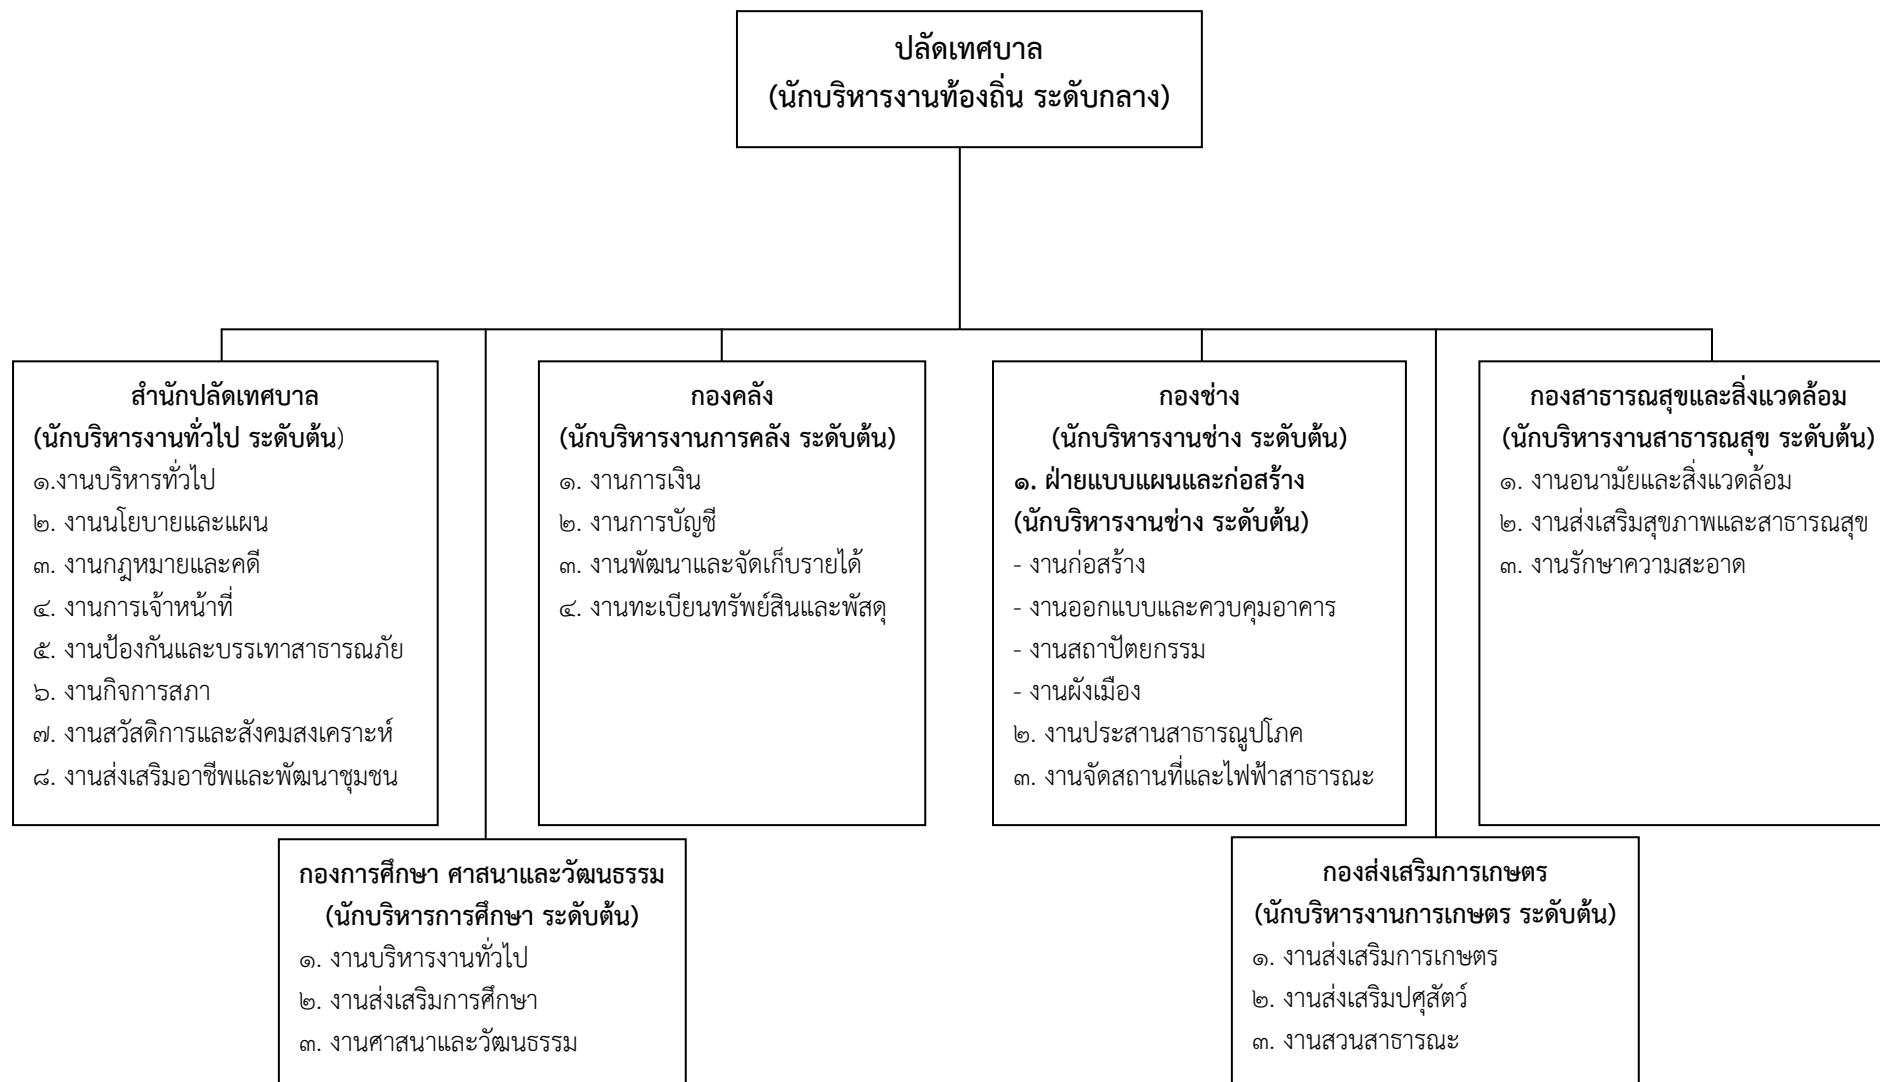 ปลัดเทศบาล
(นักบริหารงานท้องถิ่น ระดับกลาง)
สำนักปลัดเทศบาล
(นักบริหารงานทั่วไป ระดับต้น)
๑.งานบริหารทั่วไป
๒. งานนโยบายและแผน
๓. งานกฎหมายและคดี
๔. งานการเจ้าหน้าที่
๕. งานป้องกันและบรรเทาสาธารณภัย
๖. งานกิจการสภา
๗. งานสวัสดิการและสังคมสงเคราะห์
๘. งานส่งเสริมอาชีพและพัฒนาชุมชน
กองคลัง
(นักบริหารงานการคลัง ระดับต้น)
๑. งานการเงิน
๒. งานการบัญชี
๓. งานพัฒนาและจัดเก็บรายได้
๔. งานทะเบียนทรัพย์สินและพัสดุ
กองช่าง
(นักบริหารงานช่าง ระดับต้น)
๑. ฝ่ายแบบแผนและก่อสร้าง
(นักบริหารงานช่าง ระดับต้น)
- งานก่อสร้าง
- งานออกแบบและควบคุมอาคาร
- งานสถาปัตยกรรม
- งานผังเมือง
๒. งานประสานสาธารณูปโภค
๓. งานจัดสถานที่และไฟฟ้าสาธารณะ
กองสาธารณสุขและสิ่งแวดล้อม
(นักบริหารงานสาธารณสุข ระดับต้น)
๑. งานอนามัยและสิ่งแวดล้อม
๒. งานส่งเสริมสุขภาพและสาธารณสุข
๓. งานรักษาความสะอาด
กองการศึกษา ศาสนาและวัฒนธรรม
(นักบริหารการศึกษา ระดับต้น)
๑. งานบริหารงานทั่วไป
๒. งานส่งเสริมการศึกษา
๓. งานศาสนาและวัฒนธรรม
กองส่งเสริมการเกษตร
(นักบริหารงานการเกษตร ระดับต้น)
๑. งานส่งเสริมการเกษตร
๒. งานส่งเสริมปศุสัตว์
๓. งานสวนสาธารณะ